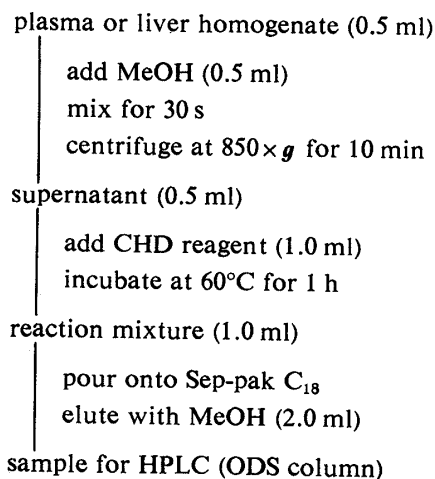 plasma or liver homogenate (0.5 ml)
add MeOH (0.5 ml)
mix for 30 s
centrifuge at 850×g for 10 min
supernatant (0.5 ml)
add CHD reagent (1.0 ml)
incubate at 60°C for 1 h
reaction mixture (1.0 ml)
pour onto Sep-pak C₁₈
elute with MeOH (2.0 ml)
sample for HPLC (ODS column)